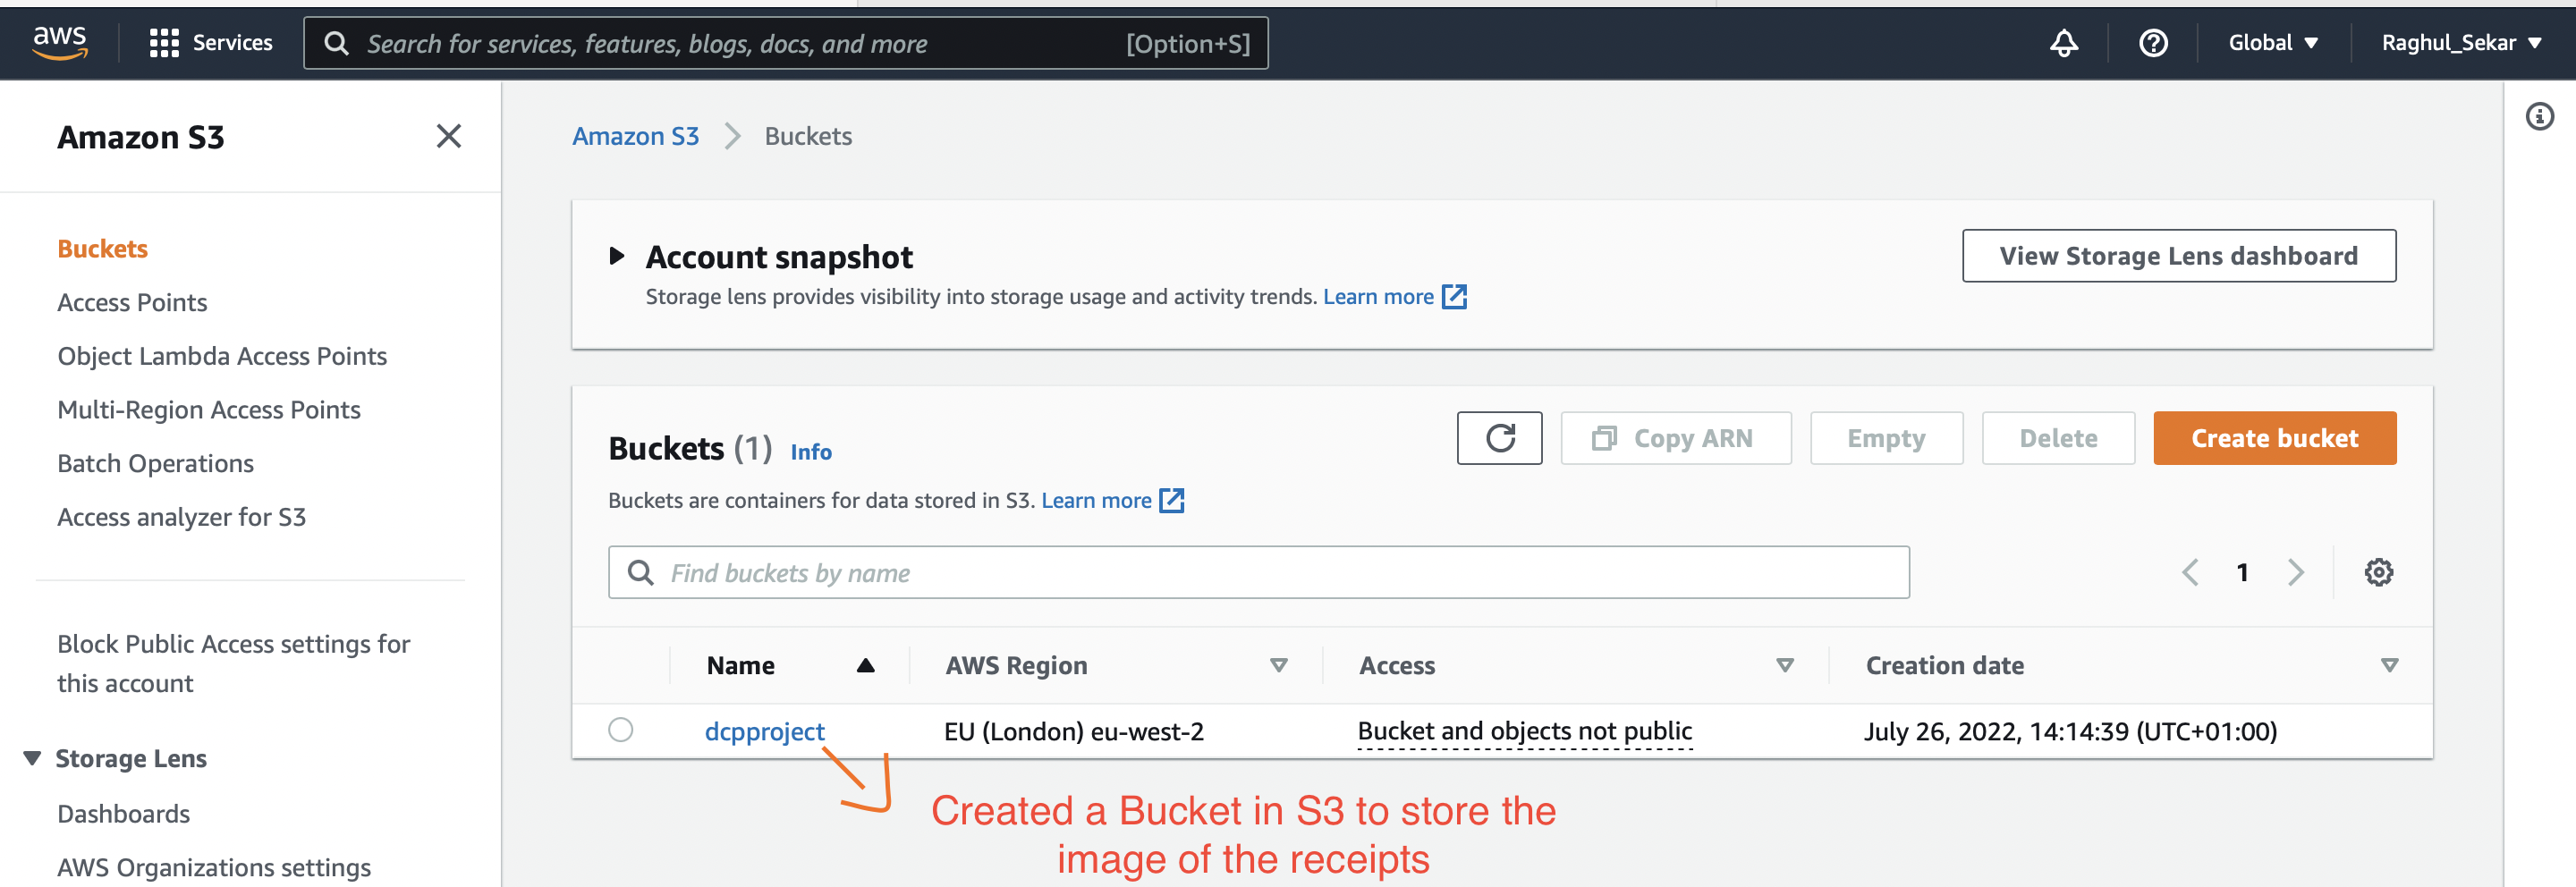 aws
Services
Search for services, features, blogs, docs, and more
[Option+S]
Global
Raghul_Sekar
Amazon S3
Buckets
Access Points
Object Lambda Access Points
Multi-Region Access Points
Batch Operations
Access analyzer for S3
Block Public Access settings for
this account
Storage Lens
Dashboards
AWS Organizations settings
Amazon S3
Buckets
Account snapshot
Storage lens provides visibility into storage usage and activity trends. Learn more
View Storage Lens dashboard
Buckets (1) Info
Buckets are containers for data stored in S3. Learn more
Copy ARN
Empty
Delete
Create bucket
Find buckets by name
1
Name
AWS Region
Access
Creation date
dcpproject
EU (London) eu-west-2
Bucket and objects not public
July 26, 2022, 14:14:39 (UTC+01:00)
Created a Bucket in S3 to store the
image of the receipts